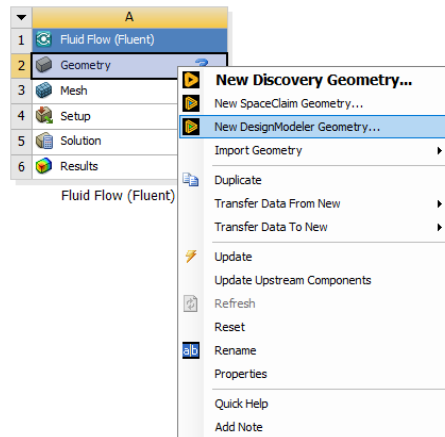 A
1 Fluid Flow (Fluent)
2 Geometry ?
3 Mesh
4 Setup
5 Solution
6 Results
Fluid Flow (Fluent)
New Discovery Geometry...
New SpaceClaim Geometry...
New DesignModeler Geometry...
Import Geometry
Duplicate
Transfer Data From New
Transfer Data To New
Update
Update Upstream Components
Refresh
Reset
a|b Rename
Properties
Quick Help
Add Note